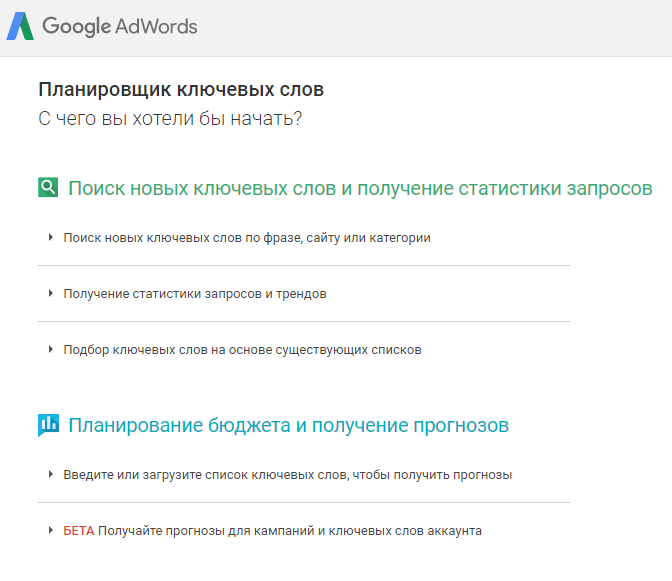 Google AdWords
Планировщик ключевых слов
С чего вы хотели бы начать?
Поиск новых ключевых слов и получение статистики запросов
Поиск новых ключевых слов по фразе, сайту или категории
Получение статистики запросов и трендов
Подбор ключевых слов на основе существующих списков
Планирование бюджета и получение прогнозов
Введите или загрузите список ключевых слов, чтобы получить прогнозы
БЕТА Получайте прогнозы для кампаний и ключевых слов аккаунта